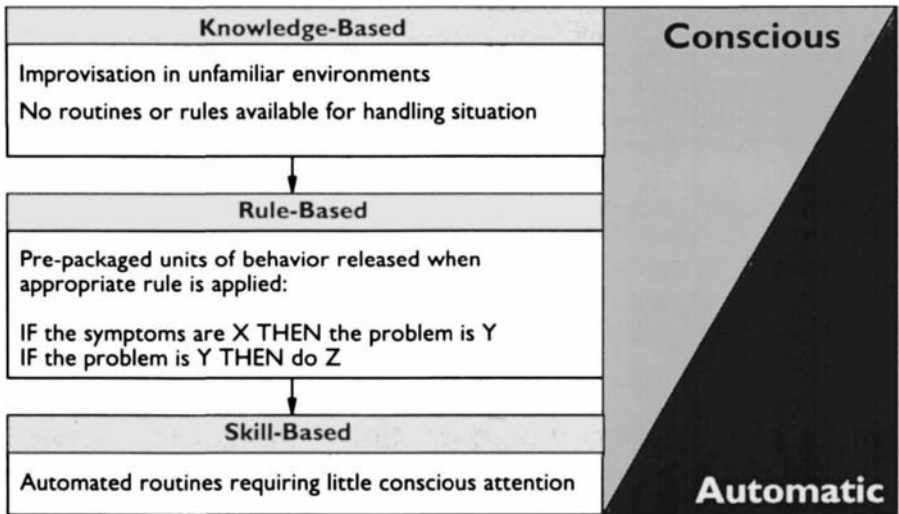 Knowledge-Based
Improvisation in unfamiliar environments
No routines or rules available for handling situation
Rule-Based
Pre-packaged units of behavior released when
appropriate rule is applied:
IF the symptoms are X THEN the problem is Y
IF the problem is Y THEN do Z
Skill-Based
Automated routines requiring little conscious attention
Conscious
Automatic